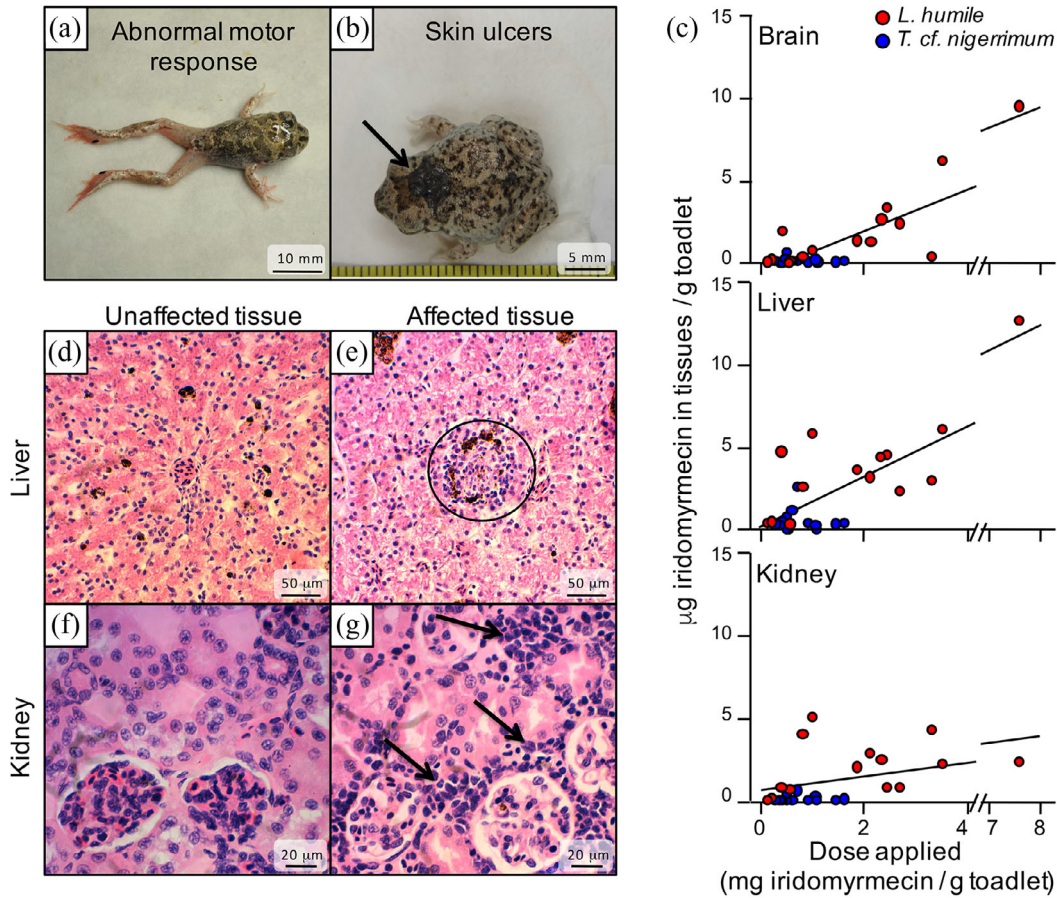 (a)
Abnormal motor
response
10 mm
(b)
Skin ulcers
5 mm
(c)
L. humile
T. cf. nigerrimum
Brain
15
10
5
0
Liver
15
10
5
0
Kidney
15
10
5
0
0
2
4
7
8
µg iridomyrmecin in tissues / g toadlet
Dose applied
(mg iridomyrmecin / g toadlet)
Unaffected tissue
Affected tissue
Liver
(d)
50 µm
(e)
50 µm
Kidney
(f)
20 µm
(g)
20 µm